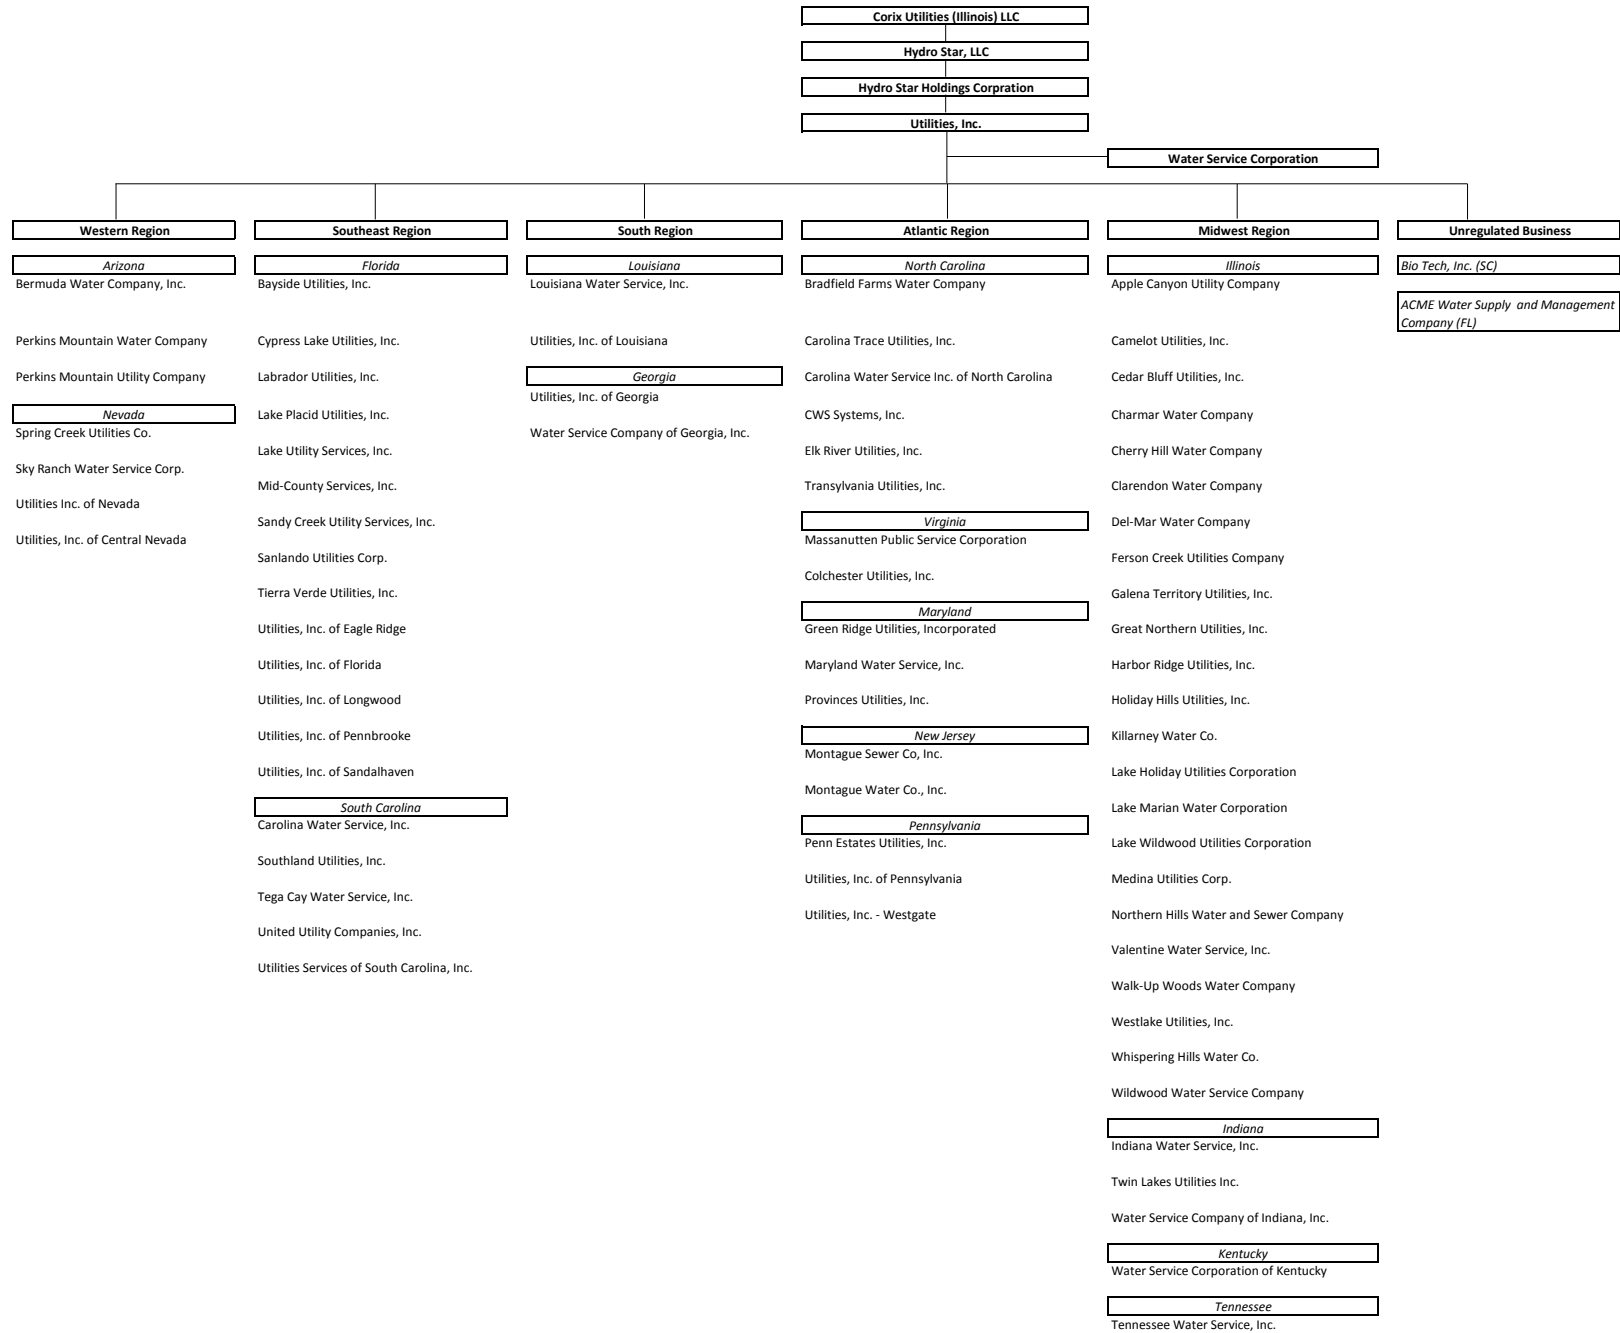 Corix Utilities (Illinois) LLC
Hydro Star, LLC
Hydro Star Holdings Corpration
Utilities, Inc.
Water Service Corporation
Western Region
Arizona
Bermuda Water Company, Inc.
Perkins Mountain Water Company
Perkins Mountain Utility Company
Nevada
Spring Creek Utilities Co.
Sky Ranch Water Service Corp.
Utilities Inc. of Nevada
Utilities, Inc. of Central Nevada
Southeast Region
Florida
Bayside Utilities, Inc.
Cypress Lake Utilities, Inc.
Labrador Utilities, Inc.
Lake Placid Utilities, Inc.
Lake Utility Services, Inc.
Mid-County Services, Inc.
Sandy Creek Utility Services, Inc.
Sanlando Utilities Corp.
Tierra Verde Utilities, Inc.
Utilities, Inc. of Eagle Ridge
Utilities, Inc. of Florida
Utilities, Inc. of Longwood
Utilities, Inc. of Pennbrooke
Utilities, Inc. of Sandalhaven
South Carolina
Carolina Water Service, Inc.
Southland Utilities, Inc.
Tega Cay Water Service, Inc.
United Utility Companies, Inc.
Utilities Services of South Carolina, Inc.
South Region
Louisiana
Louisiana Water Service, Inc.
Utilities, Inc. of Louisiana
Georgia
Utilities, Inc. of Georgia
Water Service Company of Georgia, Inc.
Atlantic Region
North Carolina
Bradfield Farms Water Company
Carolina Trace Utilities, Inc.
Carolina Water Service Inc. of North Carolina
CWS Systems, Inc.
Elk River Utilities, Inc.
Transylvania Utilities, Inc.
Virginia
Massanutten Public Service Corporation
Colchester Utilities, Inc.
Maryland
Green Ridge Utilities, Incorporated
Maryland Water Service, Inc.
Provinces Utilities, Inc.
New Jersey
Montague Sewer Co, Inc.
Montague Water Co., Inc.
Pennsylvania
Penn Estates Utilities, Inc.
Utilities, Inc. of Pennsylvania
Utilities, Inc. - Westgate
Midwest Region
Illinois
Apple Canyon Utility Company
Camelot Utilities, Inc.
Cedar Bluff Utilities, Inc.
Charmar Water Company
Cherry Hill Water Company
Clarendon Water Company
Del-Mar Water Company
Ferson Creek Utilities Company
Galena Territory Utilities, Inc.
Great Northern Utilities, Inc.
Harbor Ridge Utilities, Inc.
Holiday Hills Utilities, Inc.
Killarney Water Co.
Lake Holiday Utilities Corporation
Lake Marian Water Corporation
Lake Wildwood Utilities Corporation
Medina Utilities Corp.
Northern Hills Water and Sewer Company
Valentine Water Service, Inc.
Walk-Up Woods Water Company
Westlake Utilities, Inc.
Whispering Hills Water Co.
Wildwood Water Service Company
Indiana
Indiana Water Service, Inc.
Twin Lakes Utilities Inc.
Water Service Company of Indiana, Inc.
Kentucky
Water Service Corporation of Kentucky
Tennessee
Tennessee Water Service, Inc.
Unregulated Business
Bio Tech, Inc. (SC)
ACME Water Supply and Management
Company (FL)